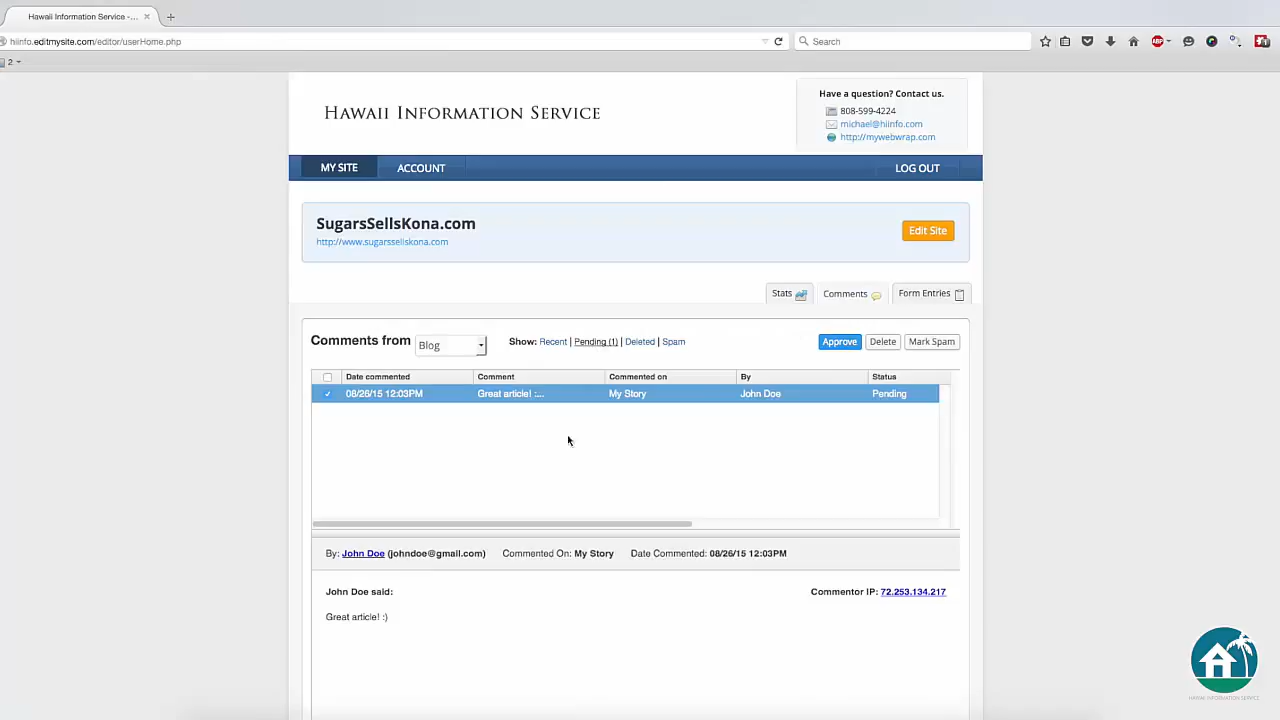 Hawaii Information Service -...
hiinfo.editmysite.com/editor/userHome.php
Search
2
HAWAII INFORMATION SERVICE
Have a question? Contact us.
808-599-4224
michael@hiinfo.com
http://mywebwrap.com
MY SITE ACCOUNT LOG OUT
SugarsSellsKona.com
http://www.sugarssellskona.com
Edit Site
Stats Comments Form Entries
Comments from Blog Show: Recent | Pending (1) | Deleted | Spam Approve Delete Mark Spam
Date commented Comment Commented on By Status
08/26/15 12:03PM Great article! :... My Story John Doe Pending
By: John Doe (johndoe@gmail.com) Commented On: My Story Date Commented: 08/26/15 12:03PM
John Doe said: Commentor IP: 72.253.134.217
Great article! :)
HAWAII INFORMATION SERVICE